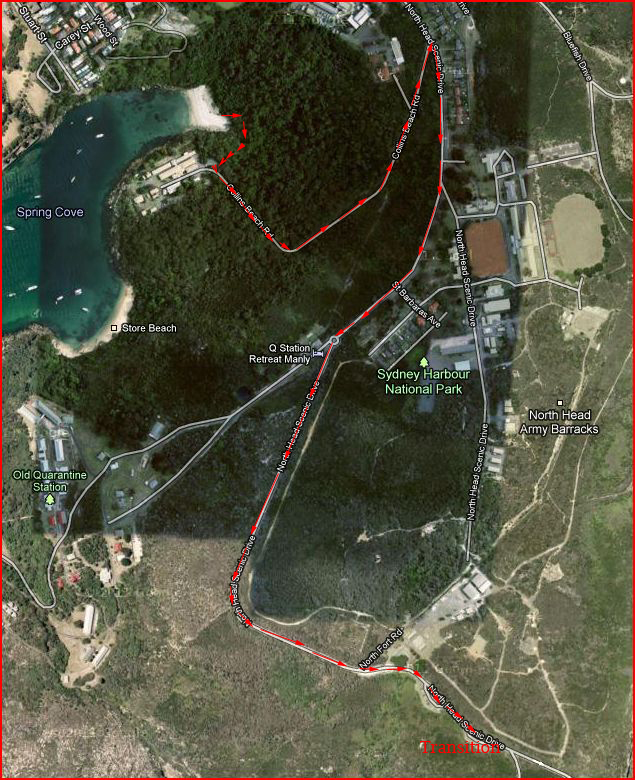 Stuart St
Carey St
Wood St
North Head Scenic Drive
Drive
Bluefish Drive
Collins Beach Rd
Collins Beach Rd
Spring Cove
North Head Scenic Drive
St Barbaras Ave
Store Beach
Q Station
Retreat Manly
Sydney Harbour
National Park
North Head Scenic Drive
North Head
Army Barracks
North Head Scenic Drive
Old Quarantine
Station
North Head Scenic Drive
North Fort Rd
North Head Scenic Drive
Transition